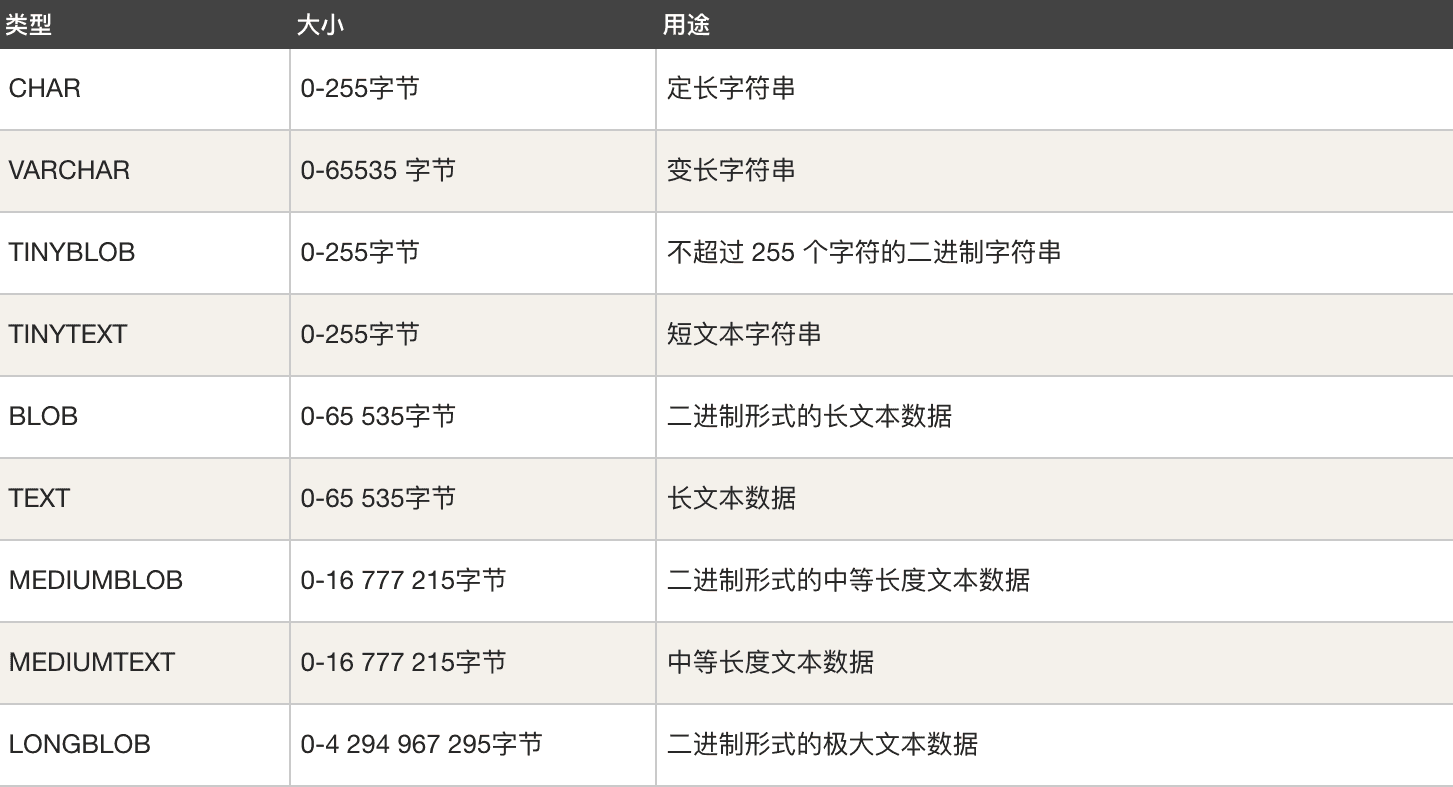 类型 大小 用途
CHAR 0-255字节 定长字符串
VARCHAR 0-65535 字节 变长字符串
TINYBLOB 0-255字节 不超过 255 个字符的二进制字符串
TINYTEXT 0-255字节 短文本字符串
BLOB 0-65 535字节 二进制形式的长文本数据
TEXT 0-65 535字节 长文本数据
MEDIUMBLOB 0-16 777 215字节 二进制形式的中等长度文本数据
MEDIUMTEXT 0-16 777 215字节 中等长度文本数据
LONGBLOB 0-4 294 967 295字节 二进制形式的极大文本数据